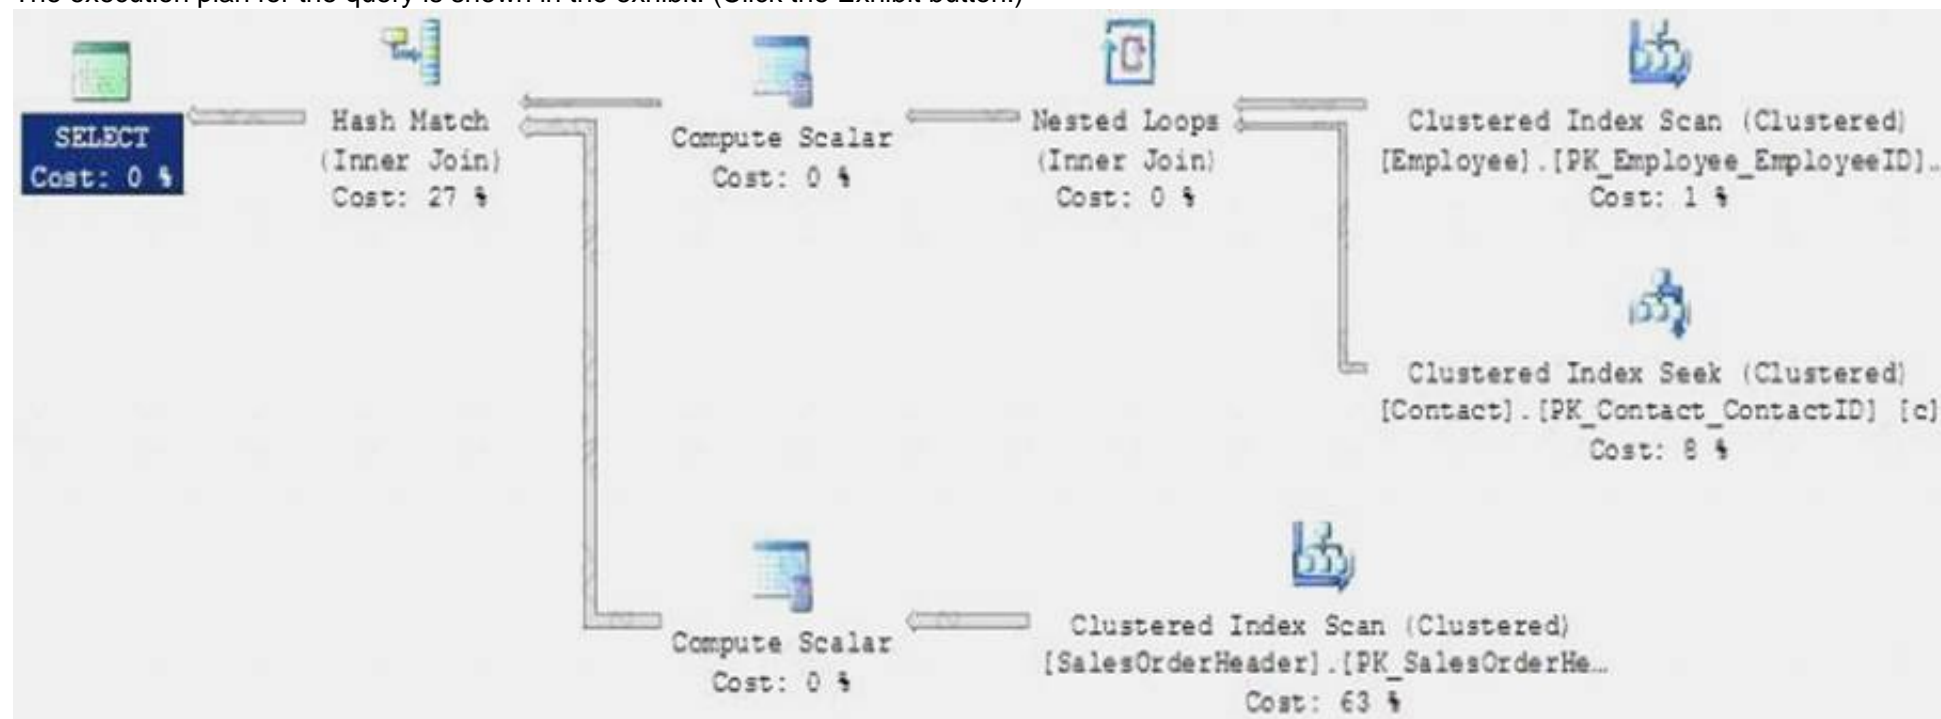 The execution plan for the query is shown in the exhibit. (Click the Exhibit button.)
SELECT
Cost: 0 %
Hash Match
(Inner Join)
Cost: 27 %
Compute Scalar
Cost: 0 %
Nested Loops
(Inner Join)
Cost: 0 %
Clustered Index Scan (Clustered)
[Employee].[PK_Employee_EmployeeID]…
Cost: 1 %
Clustered Index Seek (Clustered)
[Contact].[PK_Contact_ContactID] [c]
Cost: 8 %
Compute Scalar
Cost: 0 %
Clustered Index Scan (Clustered)
[SalesOrderHeader].[PK_SalesOrderHe…
Cost: 63 %